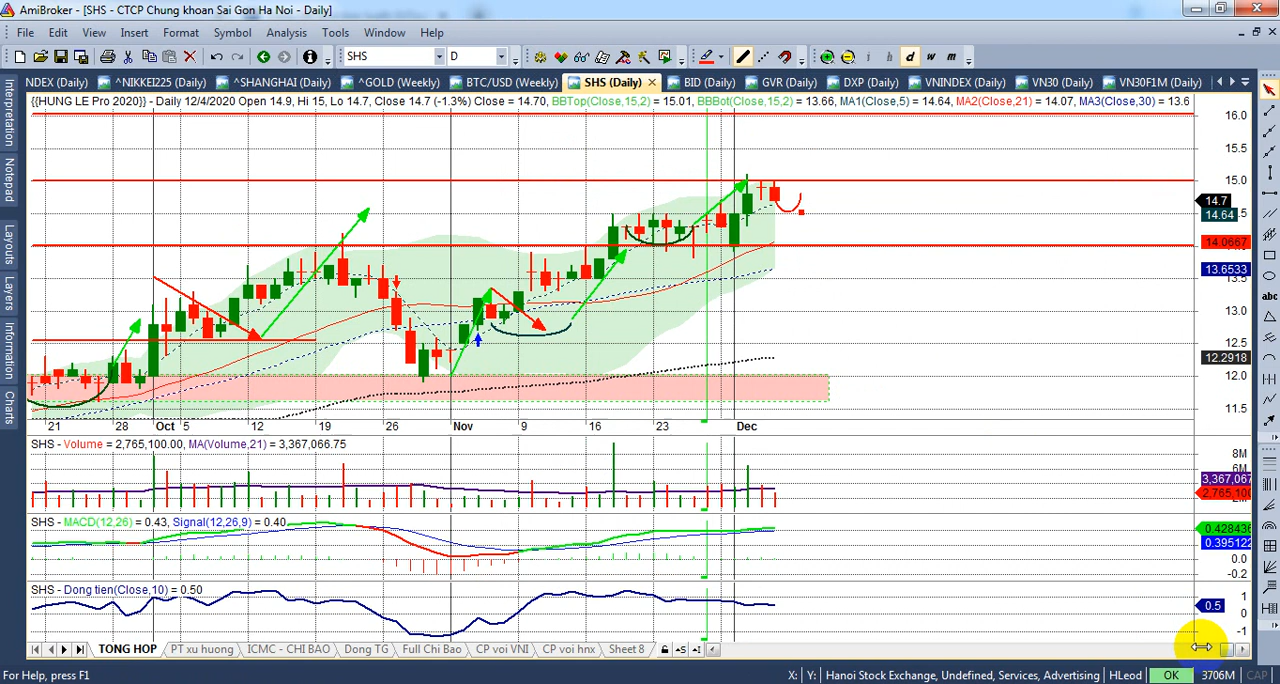 AmiBroker - [SHS - CTCP Chung khoan Sai Gon Ha Noi - Daily]
File Edit View Insert Format Symbol Analysis Tools Window Help
SHS D i h d w m
NDEX (Daily) ^NIKKEI225 (Daily) ^SHANGHAI (Daily) ^GOLD (Weekly) BTC/USD (Weekly) SHS (Daily) BID (Daily) GVR (Daily) DXP (Daily) VNINDEX (Daily) VN30 (Daily) VN30F1M (Daily)
{{HUNG LE Pro 2020}} - Daily 12/4/2020 Open 14.9, Hi 15, Lo 14.7, Close 14.7 (-1.3%) Close = 14.70, BBTop(Close,15,2) = 15.01, BBBot(Close,15,2) = 13.66, MA1(Close,5) = 14.64, MA2(Close,21) = 14.07, MA3(Close,30) = 13.6
Interpretation
Notepad
Layouts
Layers
Information
Charts
abc
16.0
15.5
15.0
14.7
14.64
14.0667
13.6533
13.0
12.5
12.2918
12.0
11.5
21 28 Oct 5 12 19 26 Nov 9 16 23 Dec
SHS - Volume = 2,765,100.00, MA(Volume,21) = 3,367,066.75
8M
6M
3,367,067
2,765,100
SHS - MACD(12,26) = 0.43, Signal(12,26,9) = 0.40
0.428436
0.395122
0.0
-0.2
SHS - Dong tien(Close,10) = 0.50
1
0.5
0
-1
TONG HOP PT xu huong ICMC - CHI BAO Dong TG Full Chi Bao CP voi VNI CP voi hnx Sheet 8
For Help, press F1 X: Y: Hanoi Stock Exchange, Undefined, Services, Advertising HLeod OK 3706M CAP